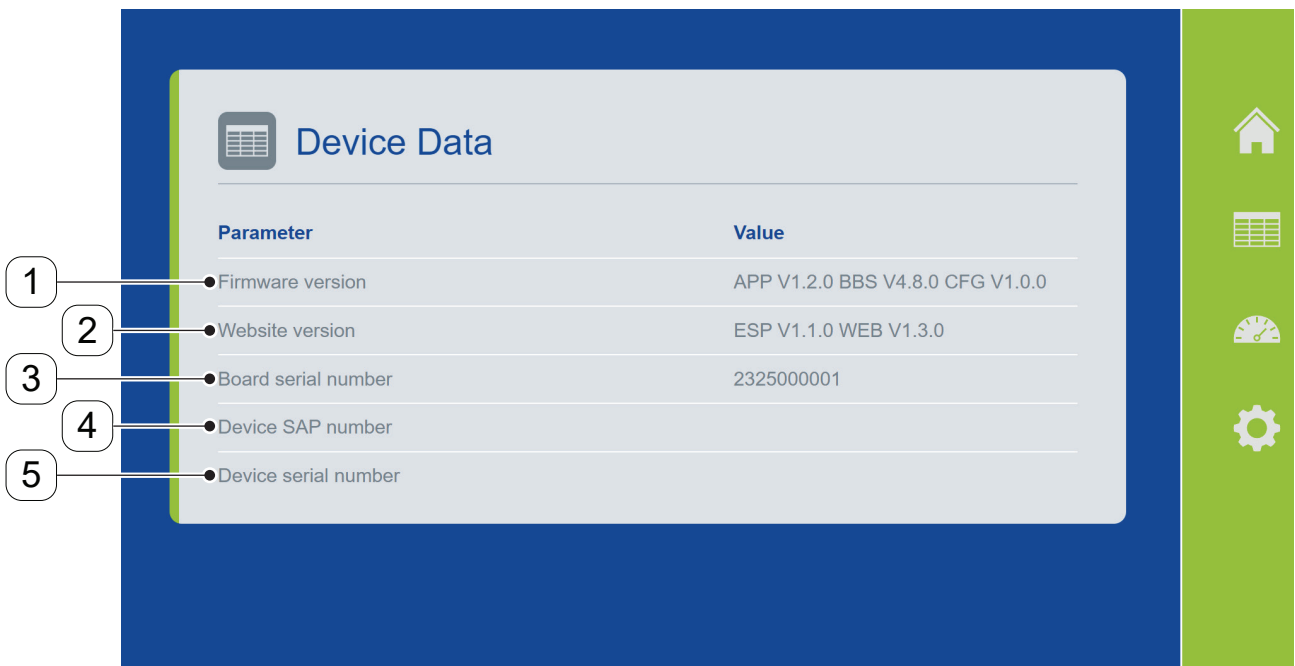 Device Data
Parameter Value
1 Firmware version APP V1.2.0 BBS V4.8.0 CFG V1.0.0
2 Website version ESP V1.1.0 WEB V1.3.0
3 Board serial number 2325000001
4 Device SAP number
5 Device serial number